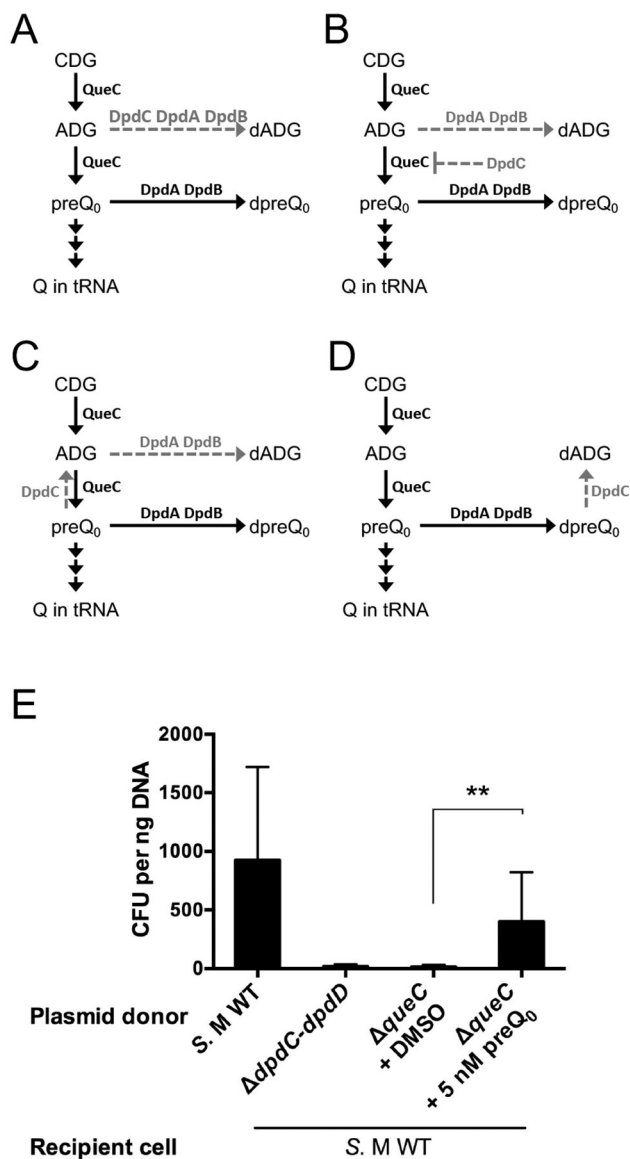 A
CDG
QueC
ADG
DpdC DpdA DpdB
dADG
QueC
preQ₀
DpdA DpdB
dpreQ₀
Q in tRNA
B
CDG
QueC
ADG
DpdA DpdB
dADG
QueC
DpdC
preQ₀
DpdA DpdB
dpreQ₀
Q in tRNA
C
CDG
QueC
ADG
DpdA DpdB
dADG
DpdC
QueC
preQ₀
DpdA DpdB
dpreQ₀
Q in tRNA
D
CDG
QueC
ADG
dADG
QueC
DpdC
preQ₀
DpdA DpdB
dpreQ₀
Q in tRNA
E
CFU per ng DNA
2000
1500
1000
500
0
**
Plasmid donor
S. M WT
ΔdpdC-dpdD
ΔqueC
+ DMSO
ΔqueC
+ 5 nM preQ₀
Recipient cell
S. M WT